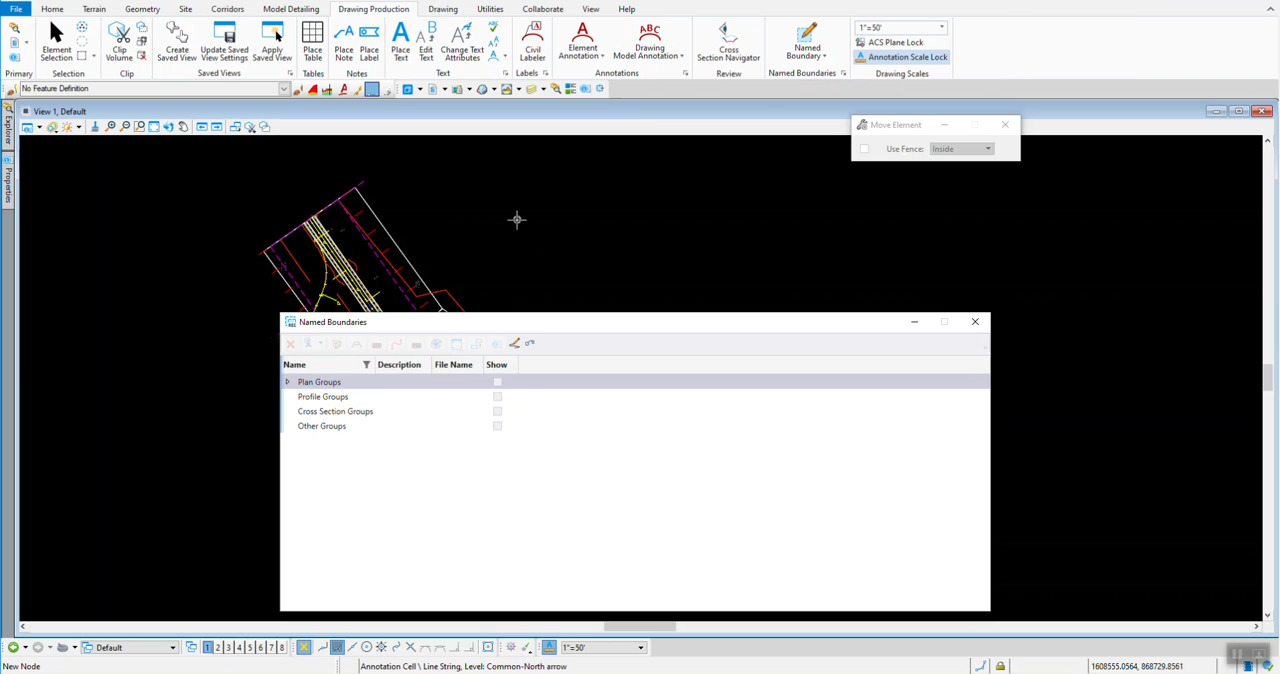 File Home Terrain Geometry Site Corridors Model Detailing Drawing Production Drawing Utilities Collaborate View Help
Element Selection
Clip Volume
Create Saved View
Update Saved View Settings
Apply Saved View
Place Table
Place Note
Place Label
Place Text
Edit Text
Change Text Attributes
Civil Labeler
Element Annotation
Drawing Model Annotation
Cross Section Navigator
Named Boundary
1"=50'
ACS Plane Lock
Annotation Scale Lock
Primary Selection Clip Saved Views Tables Notes Text Labels Annotations Review Named Boundaries Drawing Scales
No Feature Definition
View 1, Default
Explorer
Properties
Move Element
Use Fence: Inside
Named Boundaries
Name Description File Name Show
Plan Groups
Profile Groups
Cross Section Groups
Other Groups
Default 1 2 3 4 5 6 7 8 1"=50'
New Node Annotation Cell \ Line String, Level: Common-North arrow 1608555.0564, 868729.8561